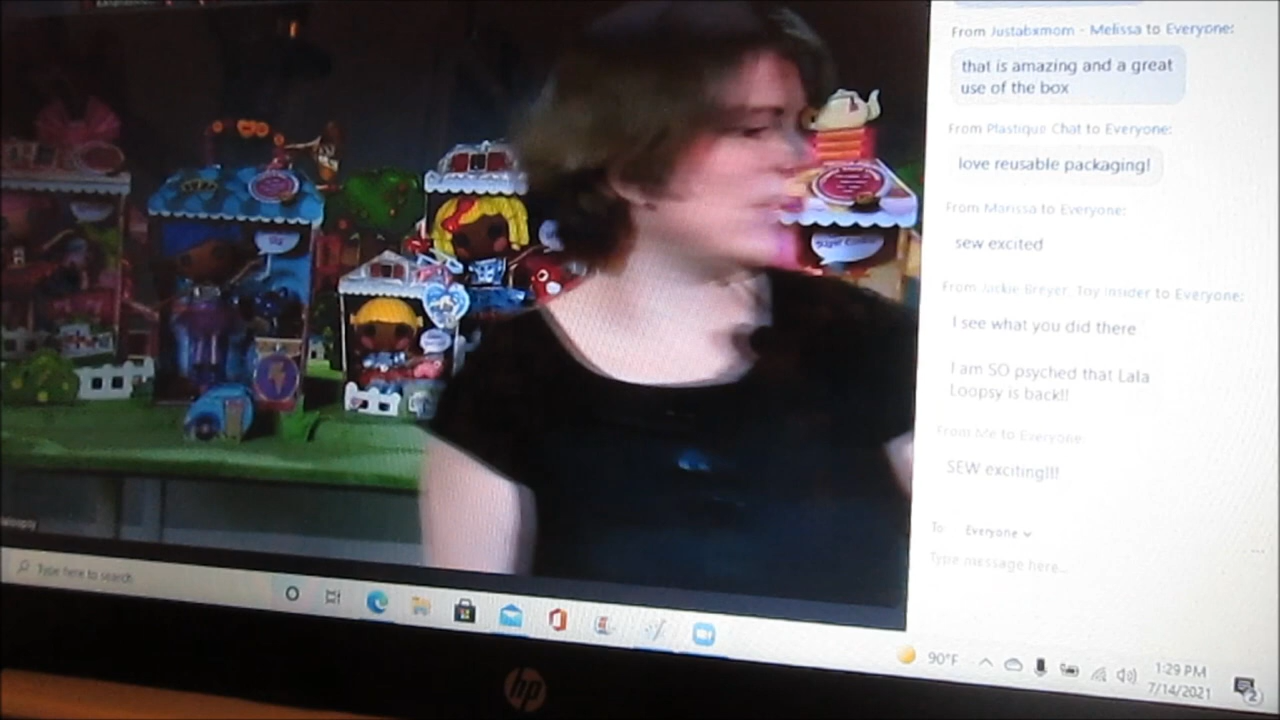 From Justabxmom - Melissa to Everyone:
that is amazing and a great
use of the box
From Plastique Chat to Everyone:
love reusable packaging!
From Marissa to Everyone:
sew excited
From Jackie Breyer, Toy Insider to Everyone:
I see what you did there
I am SO psyched that Lala
Loopsy is back!!
From Me to Everyone:
SEW exciting!!!
To: Everyone
Type message here...
Type here to search
90°F
1:29 PM
7/14/2021
2
hp